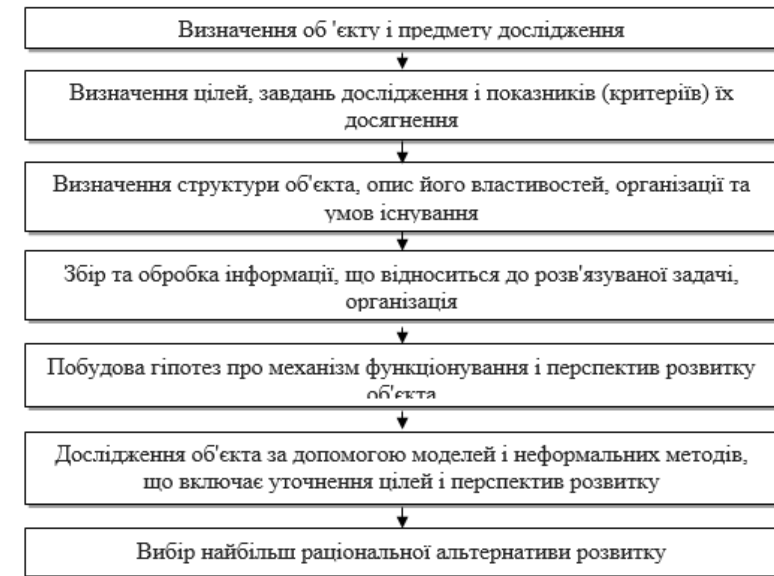 Визначення об 'єкту і предмету дослідження
Визначення цілей, завдань дослідження і показників (критеріїв) їх
досягнення
Визначення структури об'єкта, опис його властивостей, організації та
умов існування
Збір та обробка інформації, що відноситься до розв'язуваної задачі,
організація
Побудова гіпотез про механізм функціонування і перспектив розвитку
об'єкта
Дослідження об'єкта за допомогою моделей і неформальних методів,
що включає уточнення цілей і перспектив розвитку
Вибір найбільш раціональної альтернативи розвитку